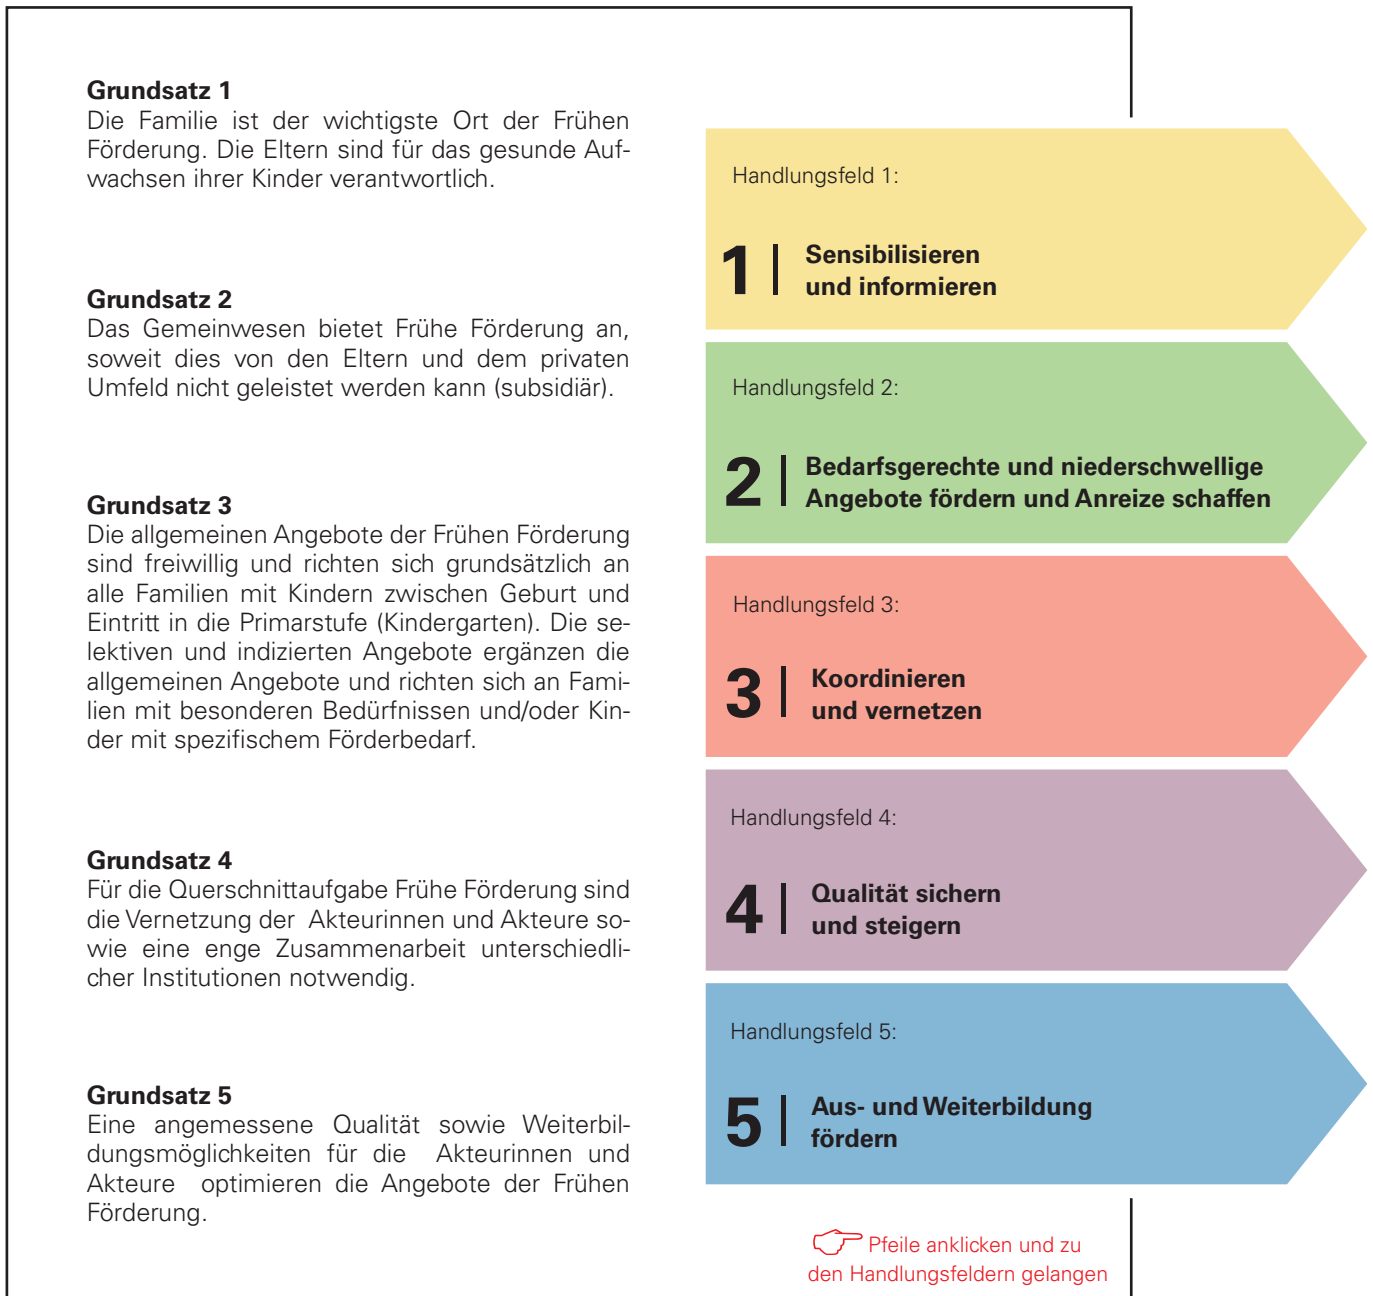 Grundsatz 1
Die Familie ist der wichtigste Ort der Frühen
Förderung. Die Eltern sind für das gesunde Auf-
wachsen ihrer Kinder verantwortlich.
Grundsatz 2
Das Gemeinwesen bietet Frühe Förderung an,
soweit dies von den Eltern und dem privaten
Umfeld nicht geleistet werden kann (subsidiär).
Grundsatz 3
Die allgemeinen Angebote der Frühen Förderung
sind freiwillig und richten sich grundsätzlich an
alle Familien mit Kindern zwischen Geburt und
Eintritt in die Primarstufe (Kindergarten). Die se-
lektiven und indizierten Angebote ergänzen die
allgemeinen Angebote und richten sich an Fami-
lien mit besonderen Bedürfnissen und/oder Kin-
der mit spezifischem Förderbedarf.
Grundsatz 4
Für die Querschnittaufgabe Frühe Förderung sind
die Vernetzung der Akteurinnen und Akteure so-
wie eine enge Zusammenarbeit unterschiedli-
cher Institutionen notwendig.
Grundsatz 5
Eine angemessene Qualität sowie Weiterbil-
dungsmöglichkeiten für die Akteurinnen und
Akteure optimieren die Angebote der Frühen
Förderung.
Handlungsfeld 1:
1 | Sensibilisieren
und informieren
Handlungsfeld 2:
2 | Bedarfsgerechte und niederschwellige
Angebote fördern und Anreize schaffen
Handlungsfeld 3:
3 | Koordinieren
und vernetzen
Handlungsfeld 4:
4 | Qualität sichern
und steigern
Handlungsfeld 5:
5 | Aus- und Weiterbildung
fördern
Pfeile anklicken und zu
den Handlungsfeldern gelangen